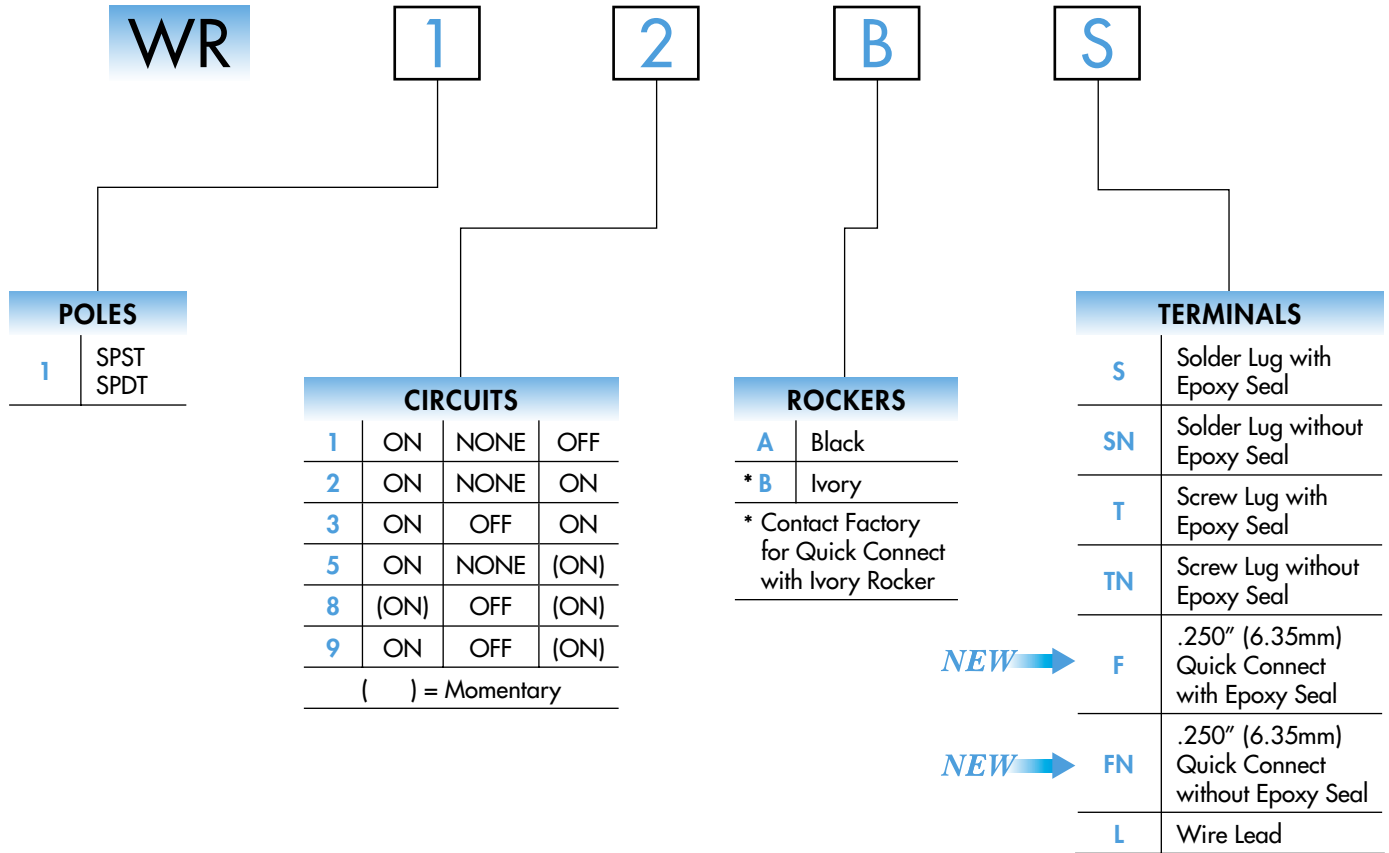 WR 1 2 B S
POLES
1 SPST
SPDT
CIRCUITS
1 ON NONE OFF
2 ON NONE ON
3 ON OFF ON
5 ON NONE (ON)
8 (ON) OFF (ON)
9 ON OFF (ON)
( ) = Momentary
ROCKERS
A Black
* B Ivory
* Contact Factory
for Quick Connect
with Ivory Rocker
TERMINALS
S Solder Lug with
Epoxy Seal
SN Solder Lug without
Epoxy Seal
T Screw Lug with
Epoxy Seal
TN Screw Lug without
Epoxy Seal
.250" (6.35mm)
NEW F Quick Connect
with Epoxy Seal
.250" (6.35mm)
NEW FN Quick Connect
without Epoxy Seal
L Wire Lead